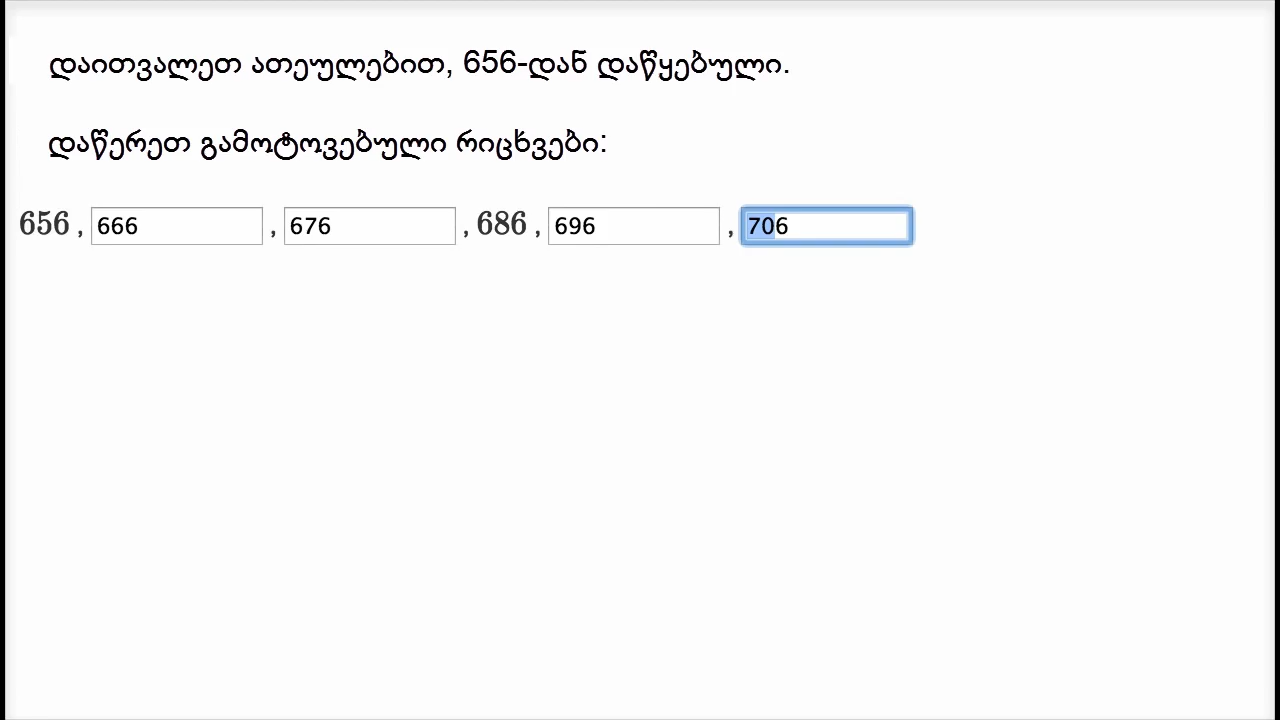 დაითვალეთ ათეულებით, 656-დან დაწყებული.
დაწერეთ გამოტოვებული რიცხვები:
656 , 666 , 676 , 686 , 696 , 706